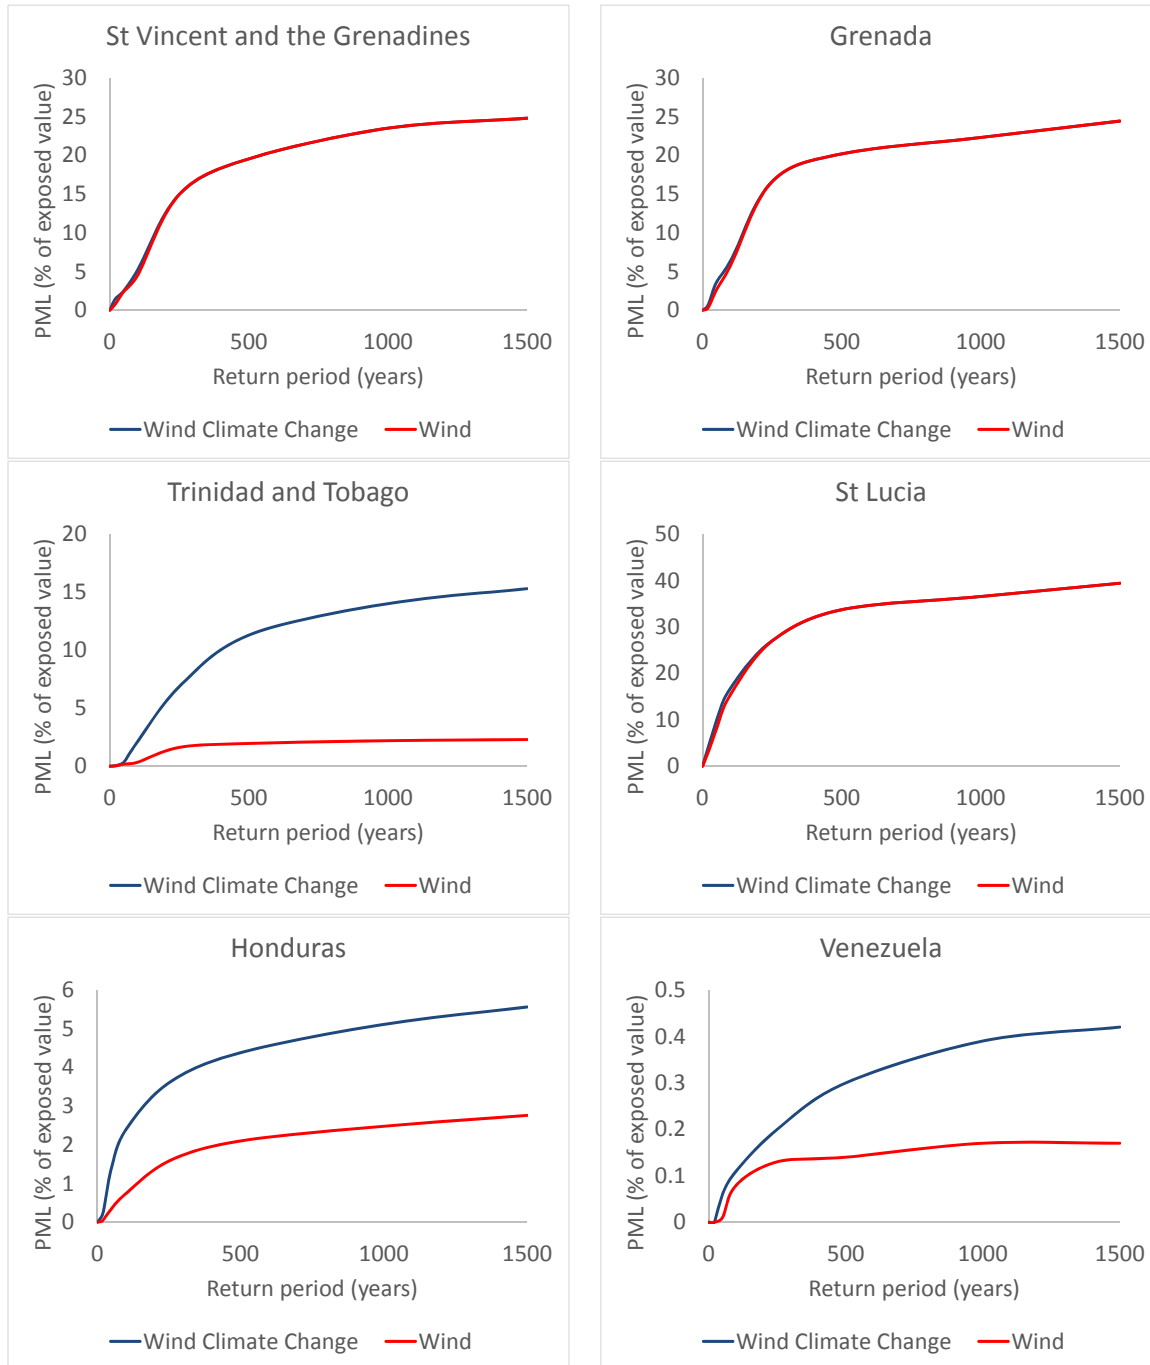 St Vincent and the Grenadines
PML (% of exposed value)
30
25
20
15
10
5
0
0 500 1000 1500
Return period (years)
Wind Climate Change Wind
Grenada
PML (% of exposed value)
30
25
20
15
10
5
0
0 500 1000 1500
Return period (years)
Wind Climate Change Wind
Trinidad and Tobago
PML (% of exposed value)
20
15
10
5
0
0 500 1000 1500
Return period (years)
Wind Climate Change Wind
St Lucia
PML (% of exposed value)
50
40
30
20
10
0
0 500 1000 1500
Return period (years)
Wind Climate Change Wind
Honduras
PML (% of exposed value)
6
5
4
3
2
1
0
0 500 1000 1500
Return period (years)
Wind Climate Change Wind
Venezuela
PML (% of exposed value)
0.5
0.4
0.3
0.2
0.1
0
0 500 1000 1500
Return period (years)
Wind Climate Change Wind